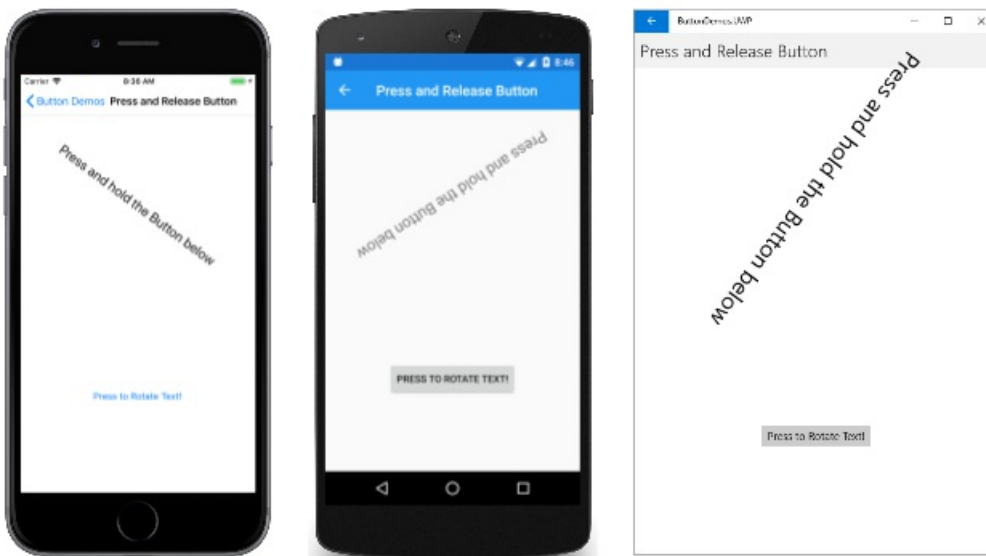 Carrier 8:36 AM
Button Demos Press and Release Button
Press and hold the Button below
Press to Rotate Text!
8:46
Press and Release Button
Press and hold the Button below
PRESS TO ROTATE TEXT!
ButtonDemos.UWP
Press and Release Button
Press and hold the Button below
Press to Rotate Text!